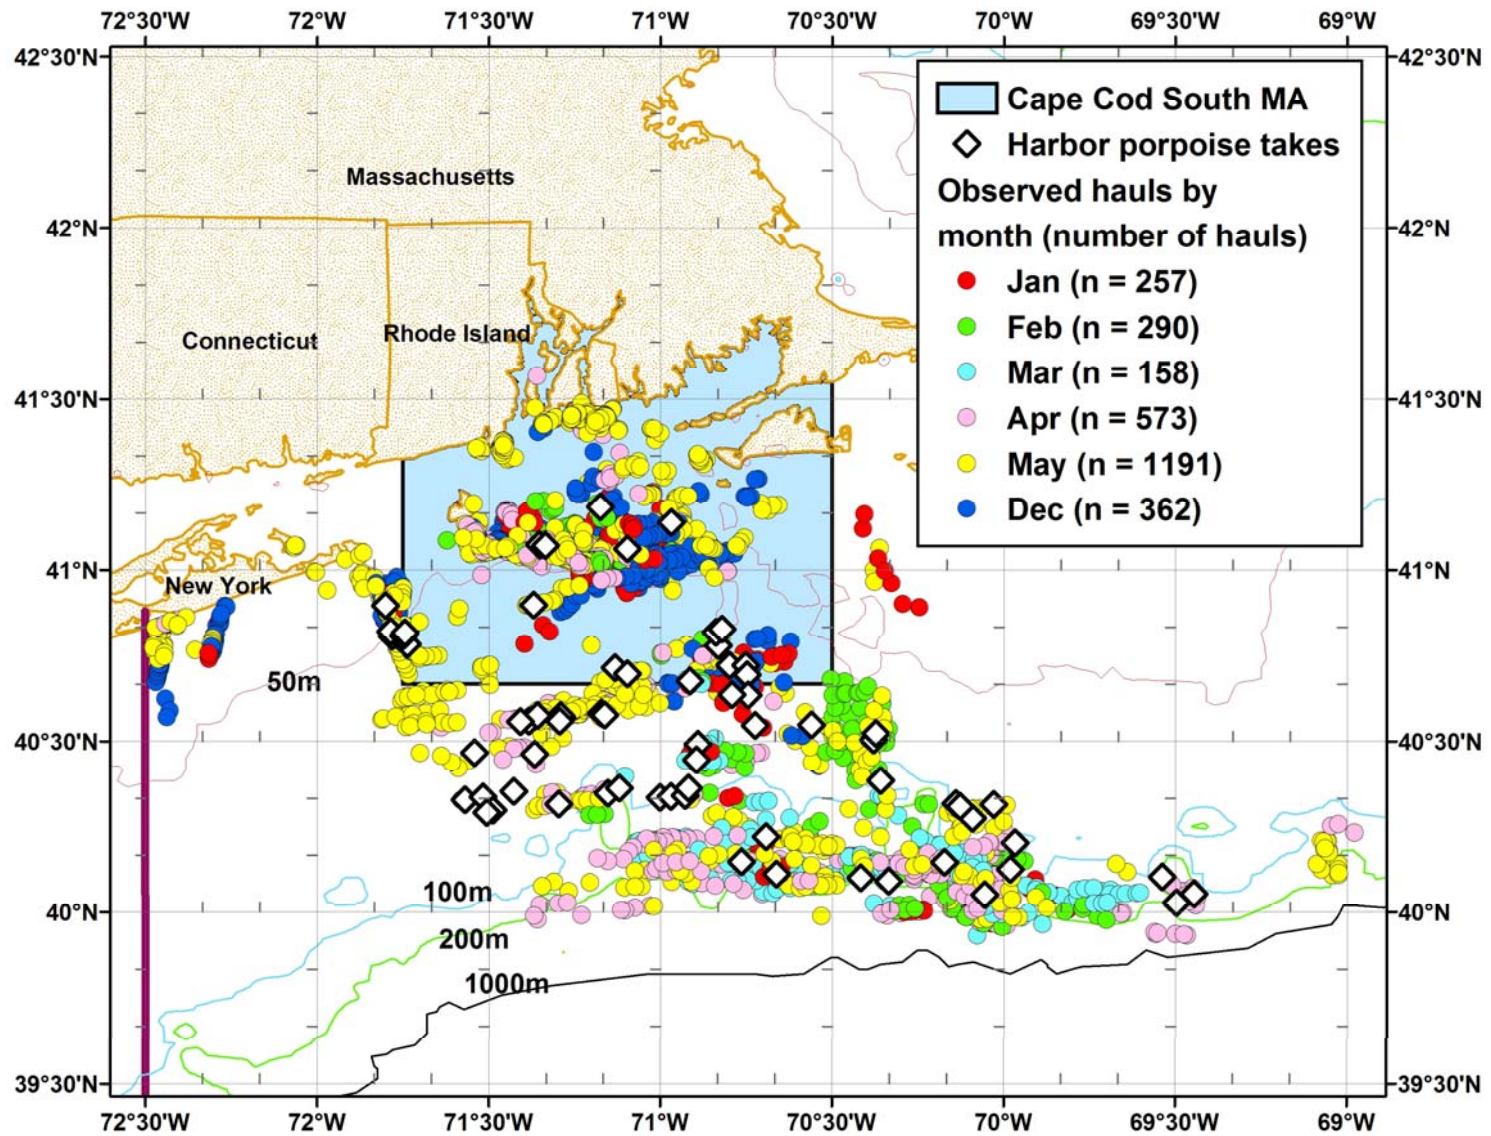 72°30'W 72°W 71°30'W 71°W 70°30'W 70°W 69°30'W 69°W
42°30'N 42°30'N
Cape Cod South MA
Harbor porpoise takes
Massachusetts
Observed hauls by
month (number of hauls)
42°N 42°N
Jan (n = 257)
Connecticut Rhode Island
Feb (n = 290)
Mar (n = 158)
41°30'N 41°30'N
Apr (n = 573)
May (n = 1191)
Dec (n = 362)
41°N 41°N
New York
50m
40°30'N 40°30'N
100m
40°N 40°N
200m
1000m
39°30'N 39°30'N
72°30'W 72°W 71°30'W 71°W 70°30'W 70°W 69°30'W 69°W